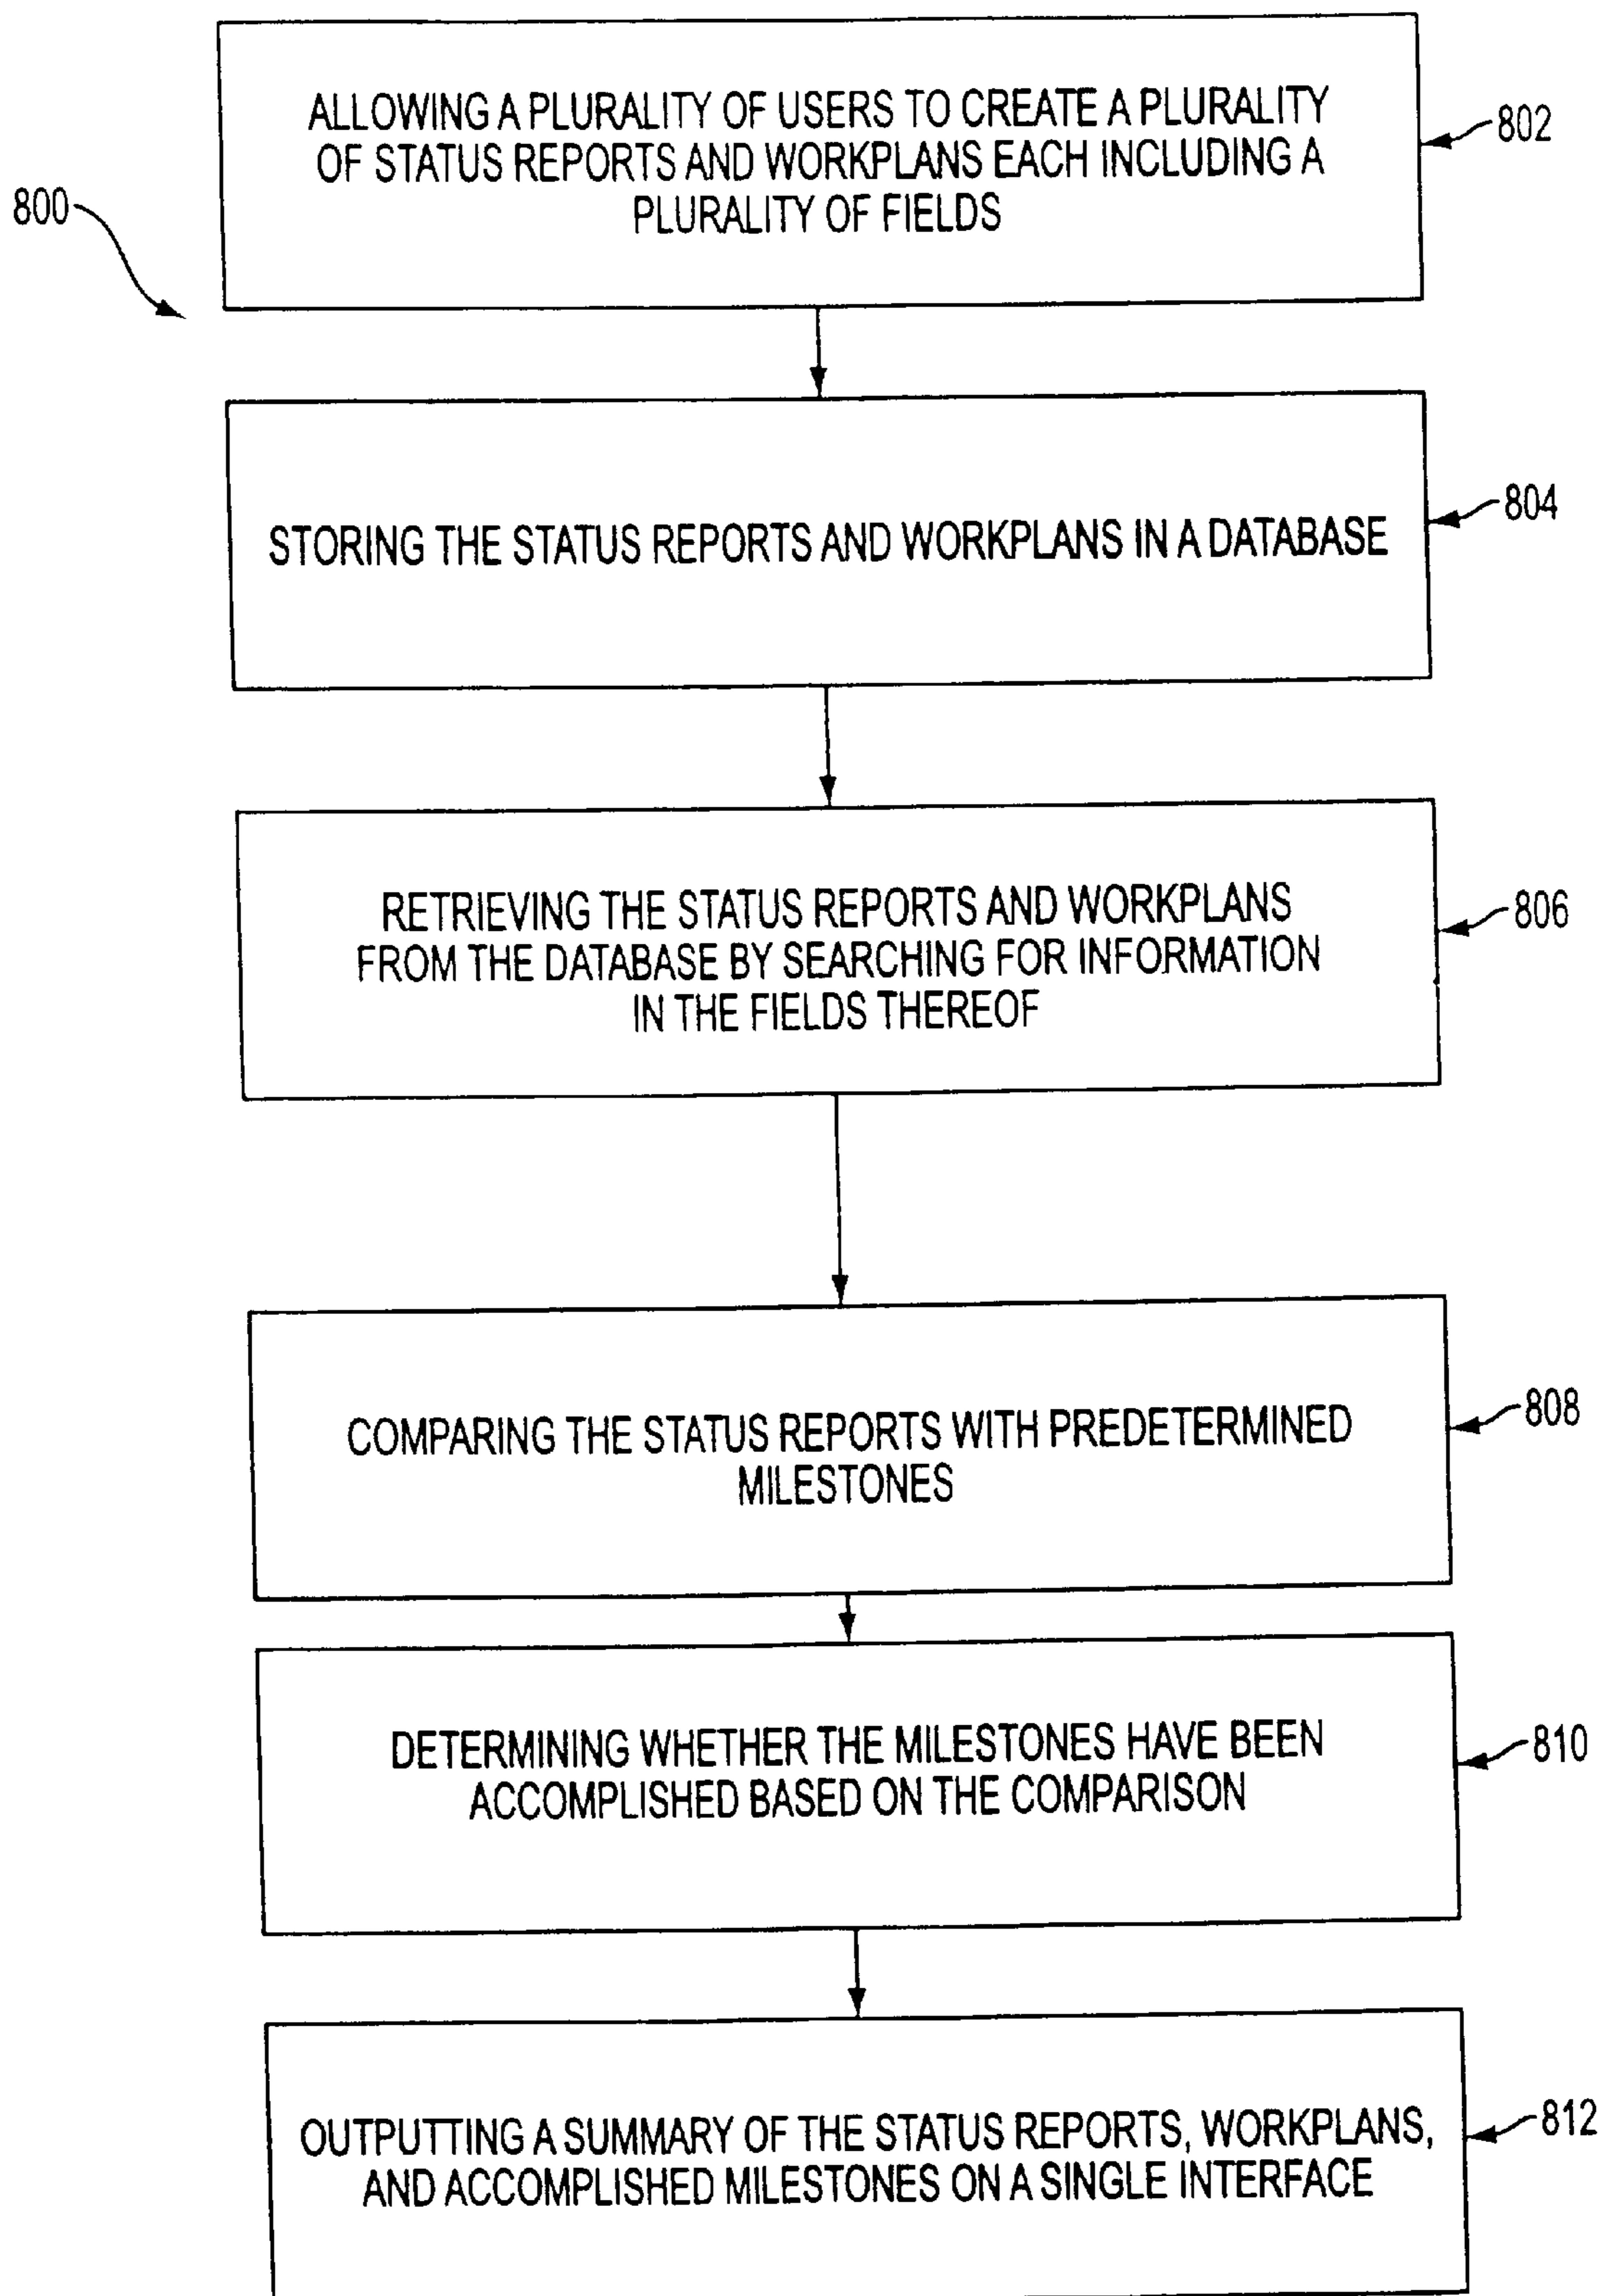 ALLOWING A PLURALITY OF USERS TO CREATE A PLURALITY
OF STATUS REPORTS AND WORKPLANS EACH INCLUDING A
PLURALITY OF FIELDS
802
800
STORING THE STATUS REPORTS AND WORKPLANS IN A DATABASE
804
RETRIEVING THE STATUS REPORTS AND WORKPLANS
FROM THE DATABASE BY SEARCHING FOR INFORMATION
IN THE FIELDS THEREOF
806
COMPARING THE STATUS REPORTS WITH PREDETERMINED
MILESTONES
808
DETERMINING WHETHER THE MILESTONES HAVE BEEN
ACCOMPLISHED BASED ON THE COMPARISON
810
OUTPUTTING A SUMMARY OF THE STATUS REPORTS, WORKPLANS,
AND ACCOMPLISHED MILESTONES ON A SINGLE INTERFACE
812